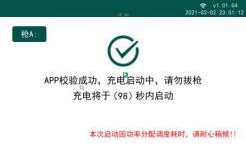 v1.01.04
2021-02-02 23:51:12
枪A:
APP校验成功，充电启动中，请勿拔枪
充电将于（98）秒内启动
本次启动因功率分配调度耗时，请耐心稍候！！